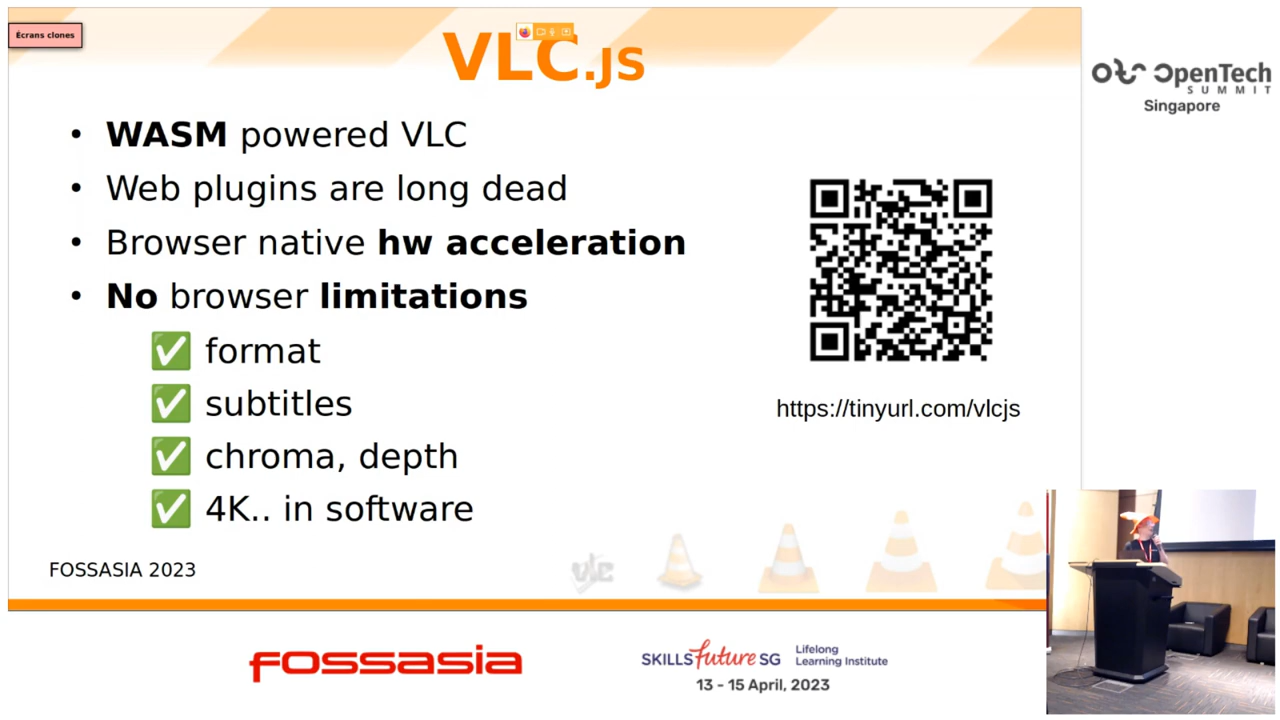 Écrans clones
VLC.JS
• WASM powered VLC
• Web plugins are long dead
• Browser native hw acceleration
• No browser limitations
✅ format
✅ subtitles
✅ chroma, depth
✅ 4K.. in software
https://tinyurl.com/vlcjs
FOSSASIA 2023
vlc
OpenTech
SUMMIT
Singapore
FOSSASIA
SKILLS future SG
Lifelong
Learning Institute
13 - 15 April, 2023